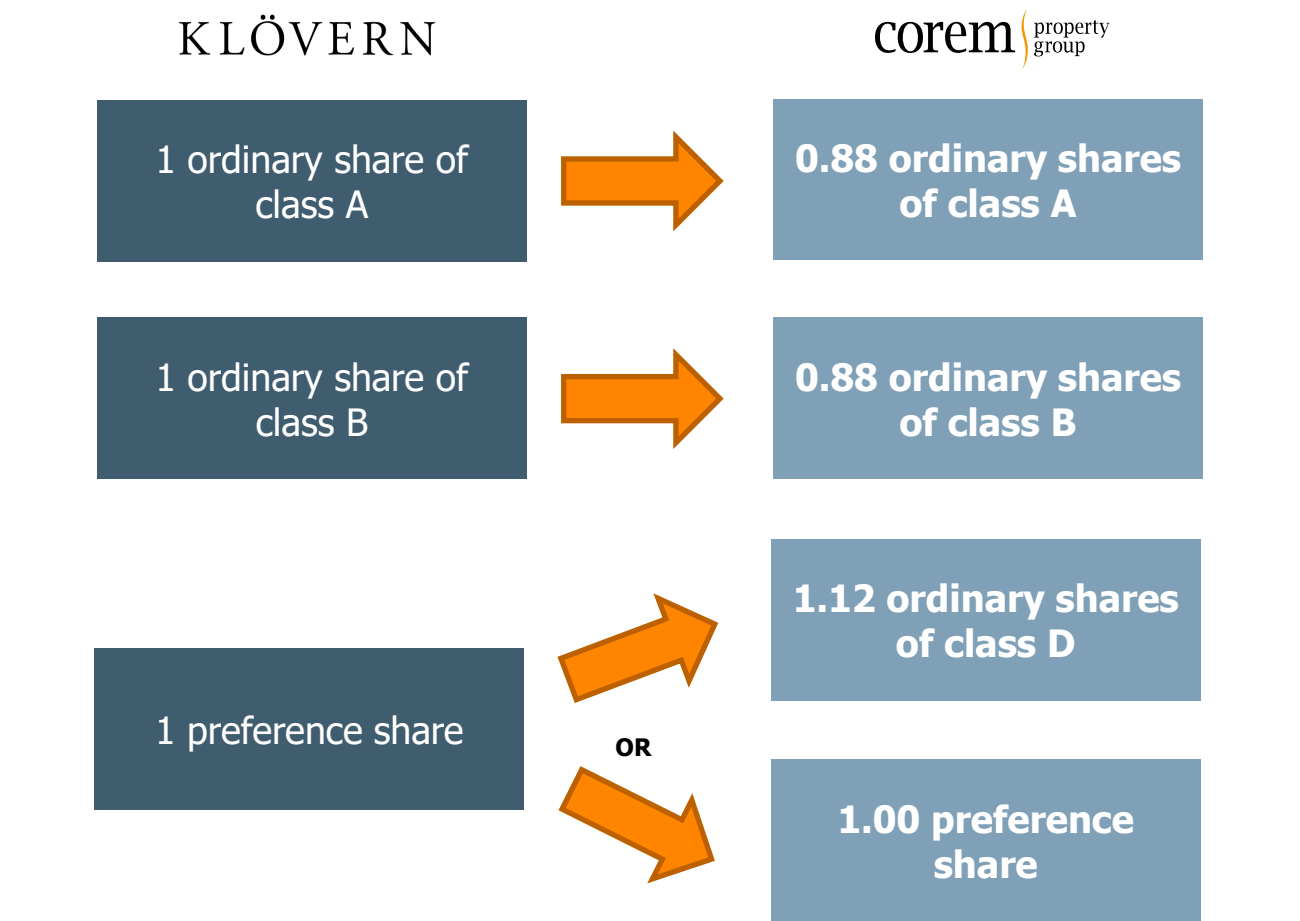 KLÖVERN
corem property
group
1 ordinary share of
class A
0.88 ordinary shares
of class A
1 ordinary share of
class B
0.88 ordinary shares
of class B
1 preference share
1.12 ordinary shares
of class D
OR
1.00 preference
share